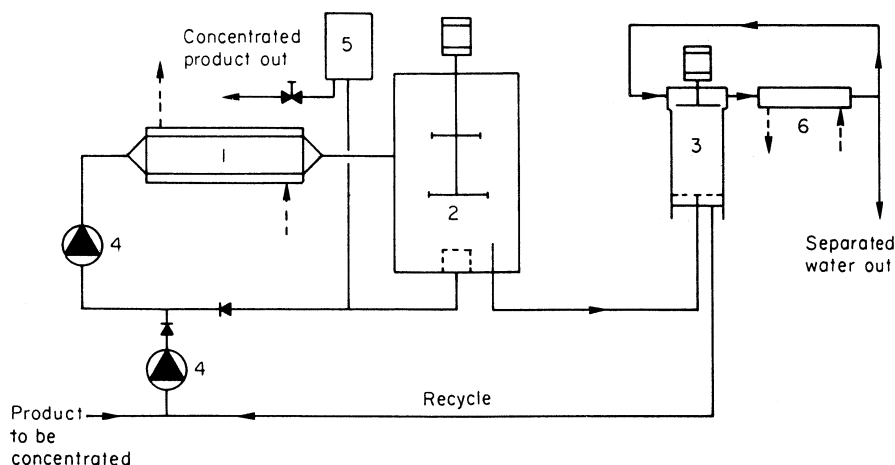 Concentrated
product out
5
1
2
3
6
4
4
Separated
water out
Recycle
Product
to be
concentrated